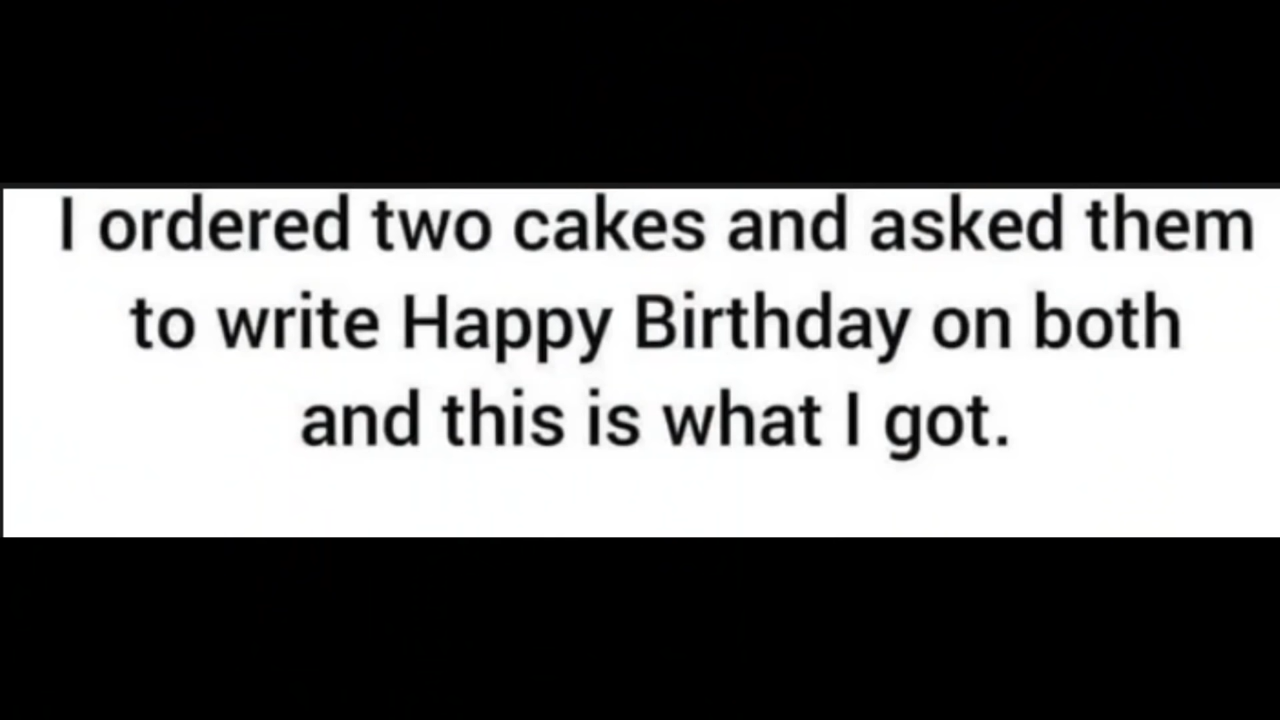 I ordered two cakes and asked them
to write Happy Birthday on both
and this is what I got.